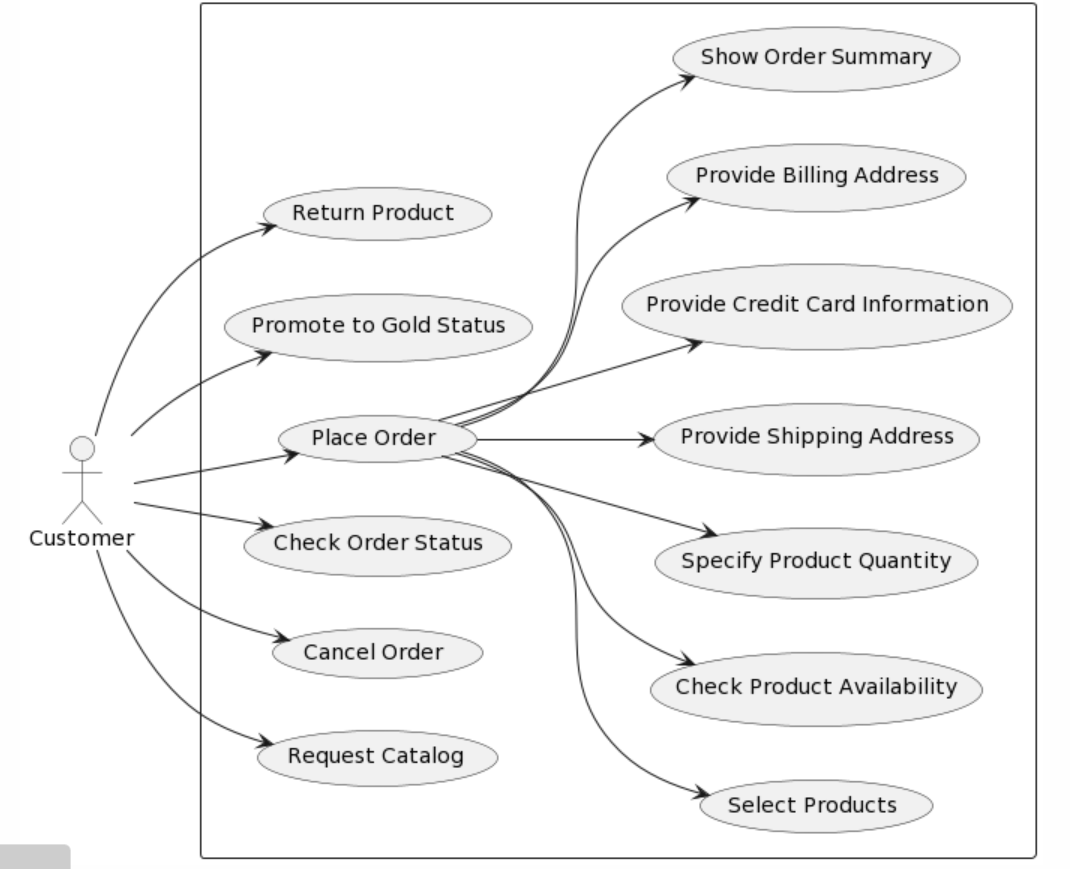 Show Order Summary
Provide Billing Address
Return Product
Provide Credit Card Information
Promote to Gold Status
Place Order
Provide Shipping Address
Customer
Check Order Status
Specify Product Quantity
Cancel Order
Check Product Availability
Request Catalog
Select Products